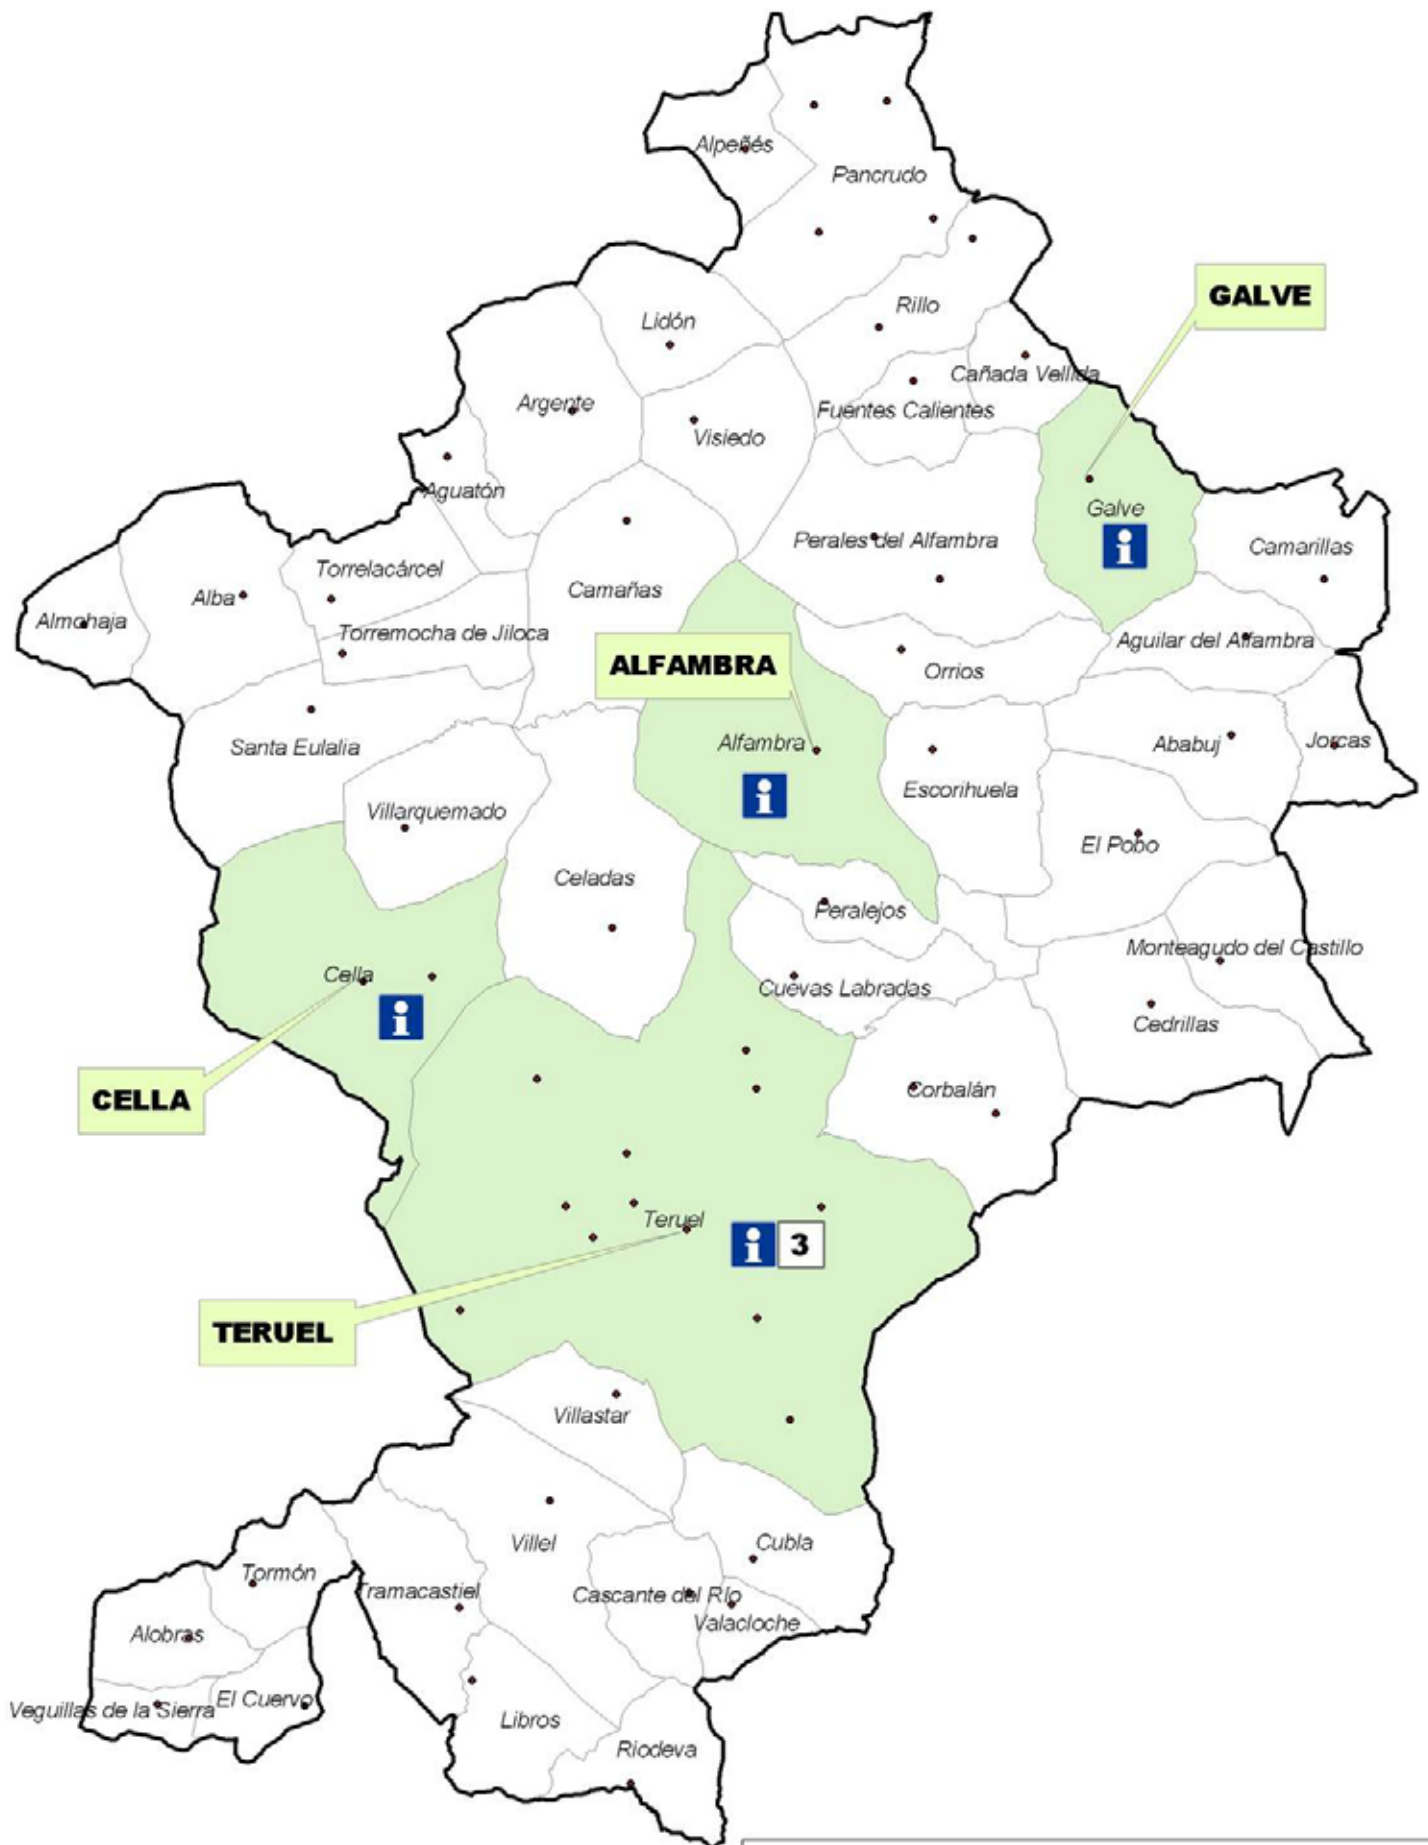 Alpeñés
Pancrudo
GALVE
Rillo
Lidón
Cañada Vellida
Argente
Fuentes Calientes
Visiedo
Aguatón
Galve
i
Perales del Alfambra
Camarillas
Torrelacárcel
Camañas
Alba
Almohaja
Torremocha de Jiloca
Aguilar del Alfambra
ALFAMBRA
Orrios
Alfambra
Santa Eulalia
Ababuj
Jorcas
i
Escorihuela
Villarquemado
El Pobo
Celadas
Peralejos
Monteagudo del Castillo
Cella
Cuevas Labradas
i
Cedrillas
CELLA
Corbalán
Teruel
i 3
TERUEL
Villastar
Villel
Cubla
Tormón
Tramacastiel
Cascante del Río
Valacloche
Alobras
El Cuervo
Veguillas de la Sierra
Libros
Riodeva